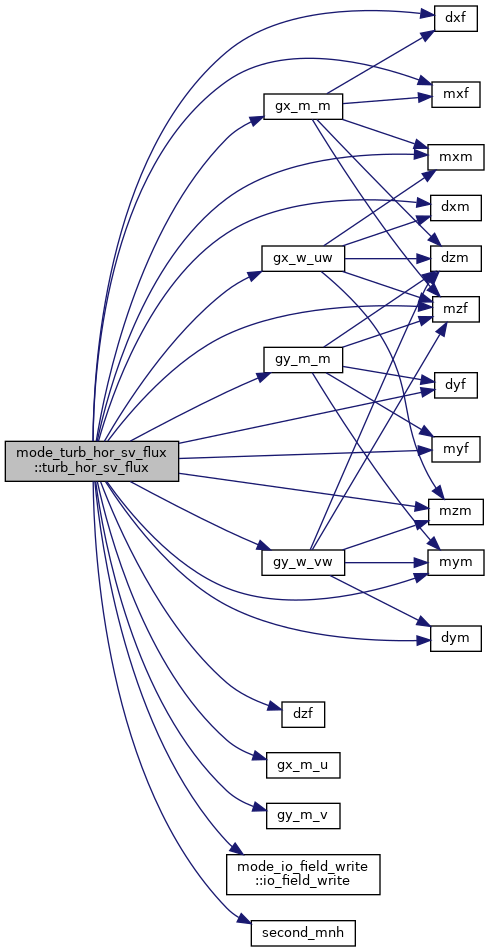 dxf
mxf
gx_m_m
mxm
dxm
gx_w_uw
dzm
mzf
gy_m_m
dyf
mode_turb_hor_sv_flux
::turb_hor_sv_flux
myf
mzm
gy_w_vw
mym
dym
dzf
gx_m_u
gy_m_v
mode_io_field_write
::io_field_write
second_mnh